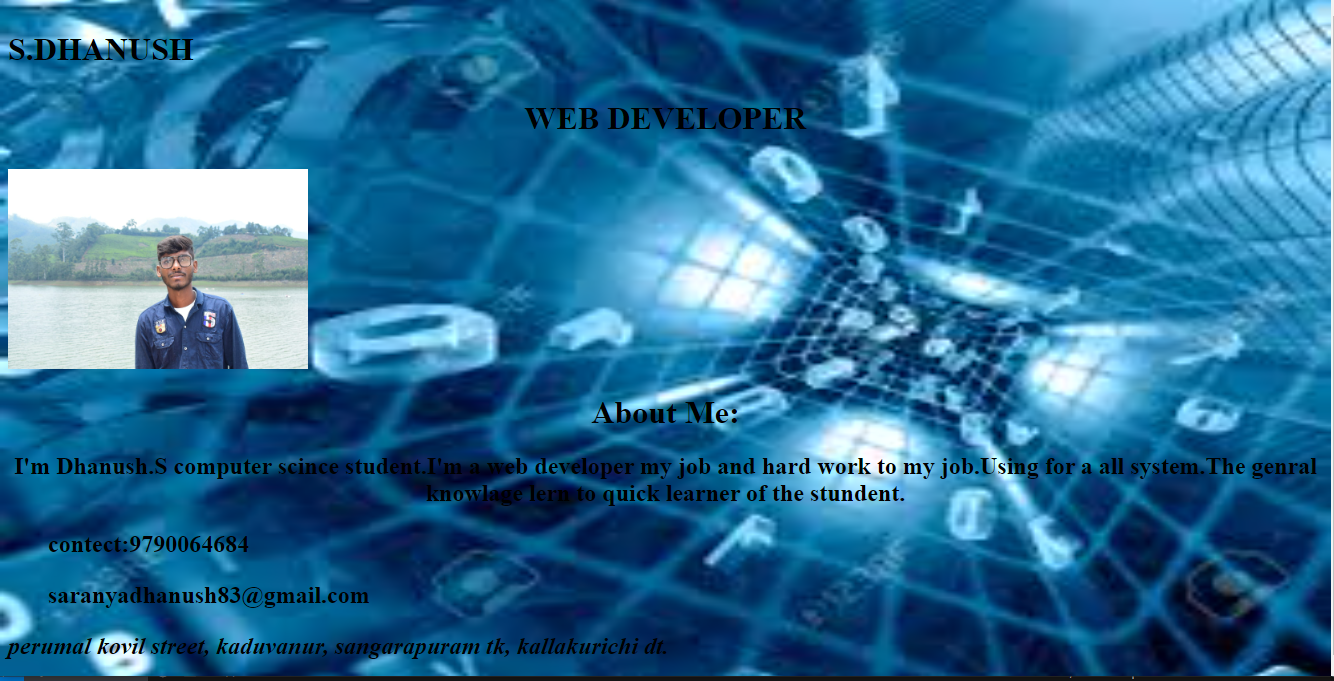 S.DHANUSH
WEB DEVELOPER
About Me:
I'm Dhanush.S computer scince student.I'm a web developer my job and hard work to my job.Using for a all system.The genral
knowlage lern to quick learner of the stundent.
contect:9790064684
saranyadhanush83@gmail.com
perumal kovil street, kaduvanur, sangarapuram tk, kallakurichi dt.